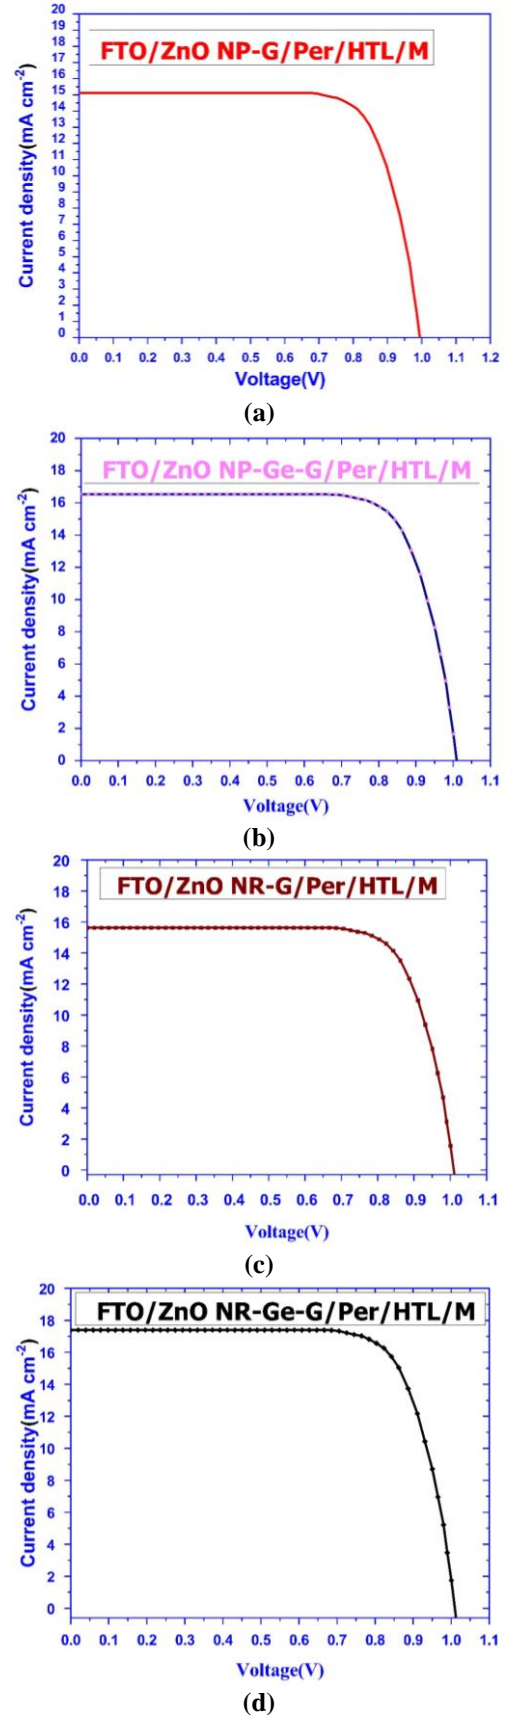 20
19
18
17
16
15
14
13
12
11
10
9
8
7
6
5
4
3
2
1
0
Current density(mA cm-2)
FTO/ZnO NP-G/Per/HTL/M
0.0 0.1 0.2 0.3 0.4 0.5 0.6 0.7 0.8 0.9 1.0 1.1 1.2
Voltage(V)
(a)
20
18
16
14
12
10
8
6
4
2
0
Current density(mA cm-2)
FTO/ZnO NP-Ge-G/Per/HTL/M
0.0 0.1 0.2 0.3 0.4 0.5 0.6 0.7 0.8 0.9 1.0 1.1
Voltage(V)
(b)
20
18
16
14
12
10
8
6
4
2
0
Current density(mA cm-2)
FTO/ZnO NR-G/Per/HTL/M
0.0 0.1 0.2 0.3 0.4 0.5 0.6 0.7 0.8 0.9 1.0 1.1
Voltage(V)
(c)
20
18
16
14
12
10
8
6
4
2
0
Current density(mA cm-2)
FTO/ZnO NR-Ge-G/Per/HTL/M
0.0 0.1 0.2 0.3 0.4 0.5 0.6 0.7 0.8 0.9 1.0 1.1
Voltage(V)
(d)